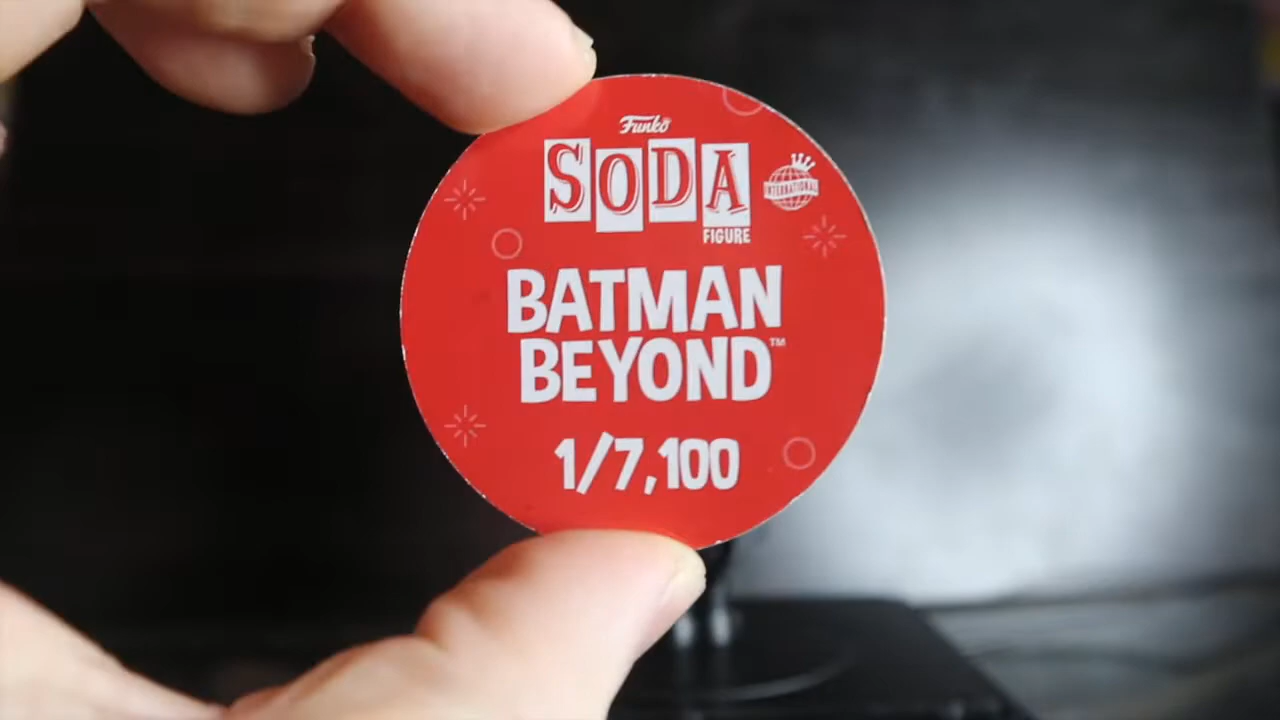 Funko
SODA
FIGURE
INTERNATIONAL
BATMAN
BEYOND™
1/7,100